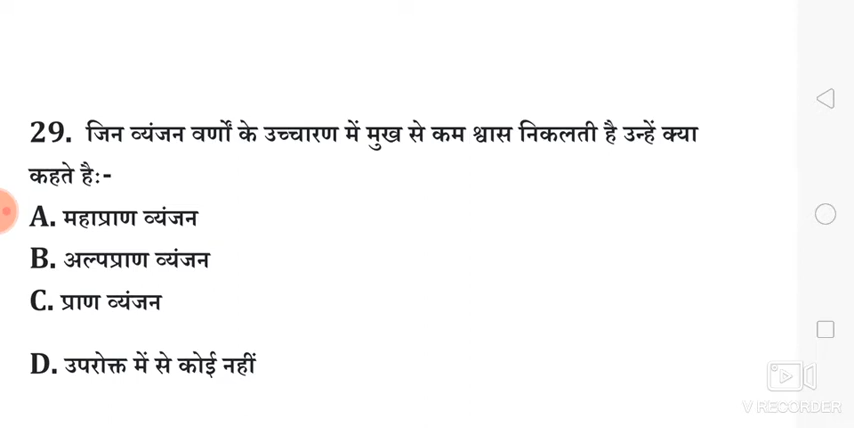 29. जिन व्यंजन वर्णों के उच्चारण में मुख से कम श्वास निकलती है उन्हें क्या
कहते है:-
A. महाप्राण व्यंजन
B. अल्पप्राण व्यंजन
C. प्राण व्यंजन
D. उपरोक्त में से कोई नहीं
V RECORDER